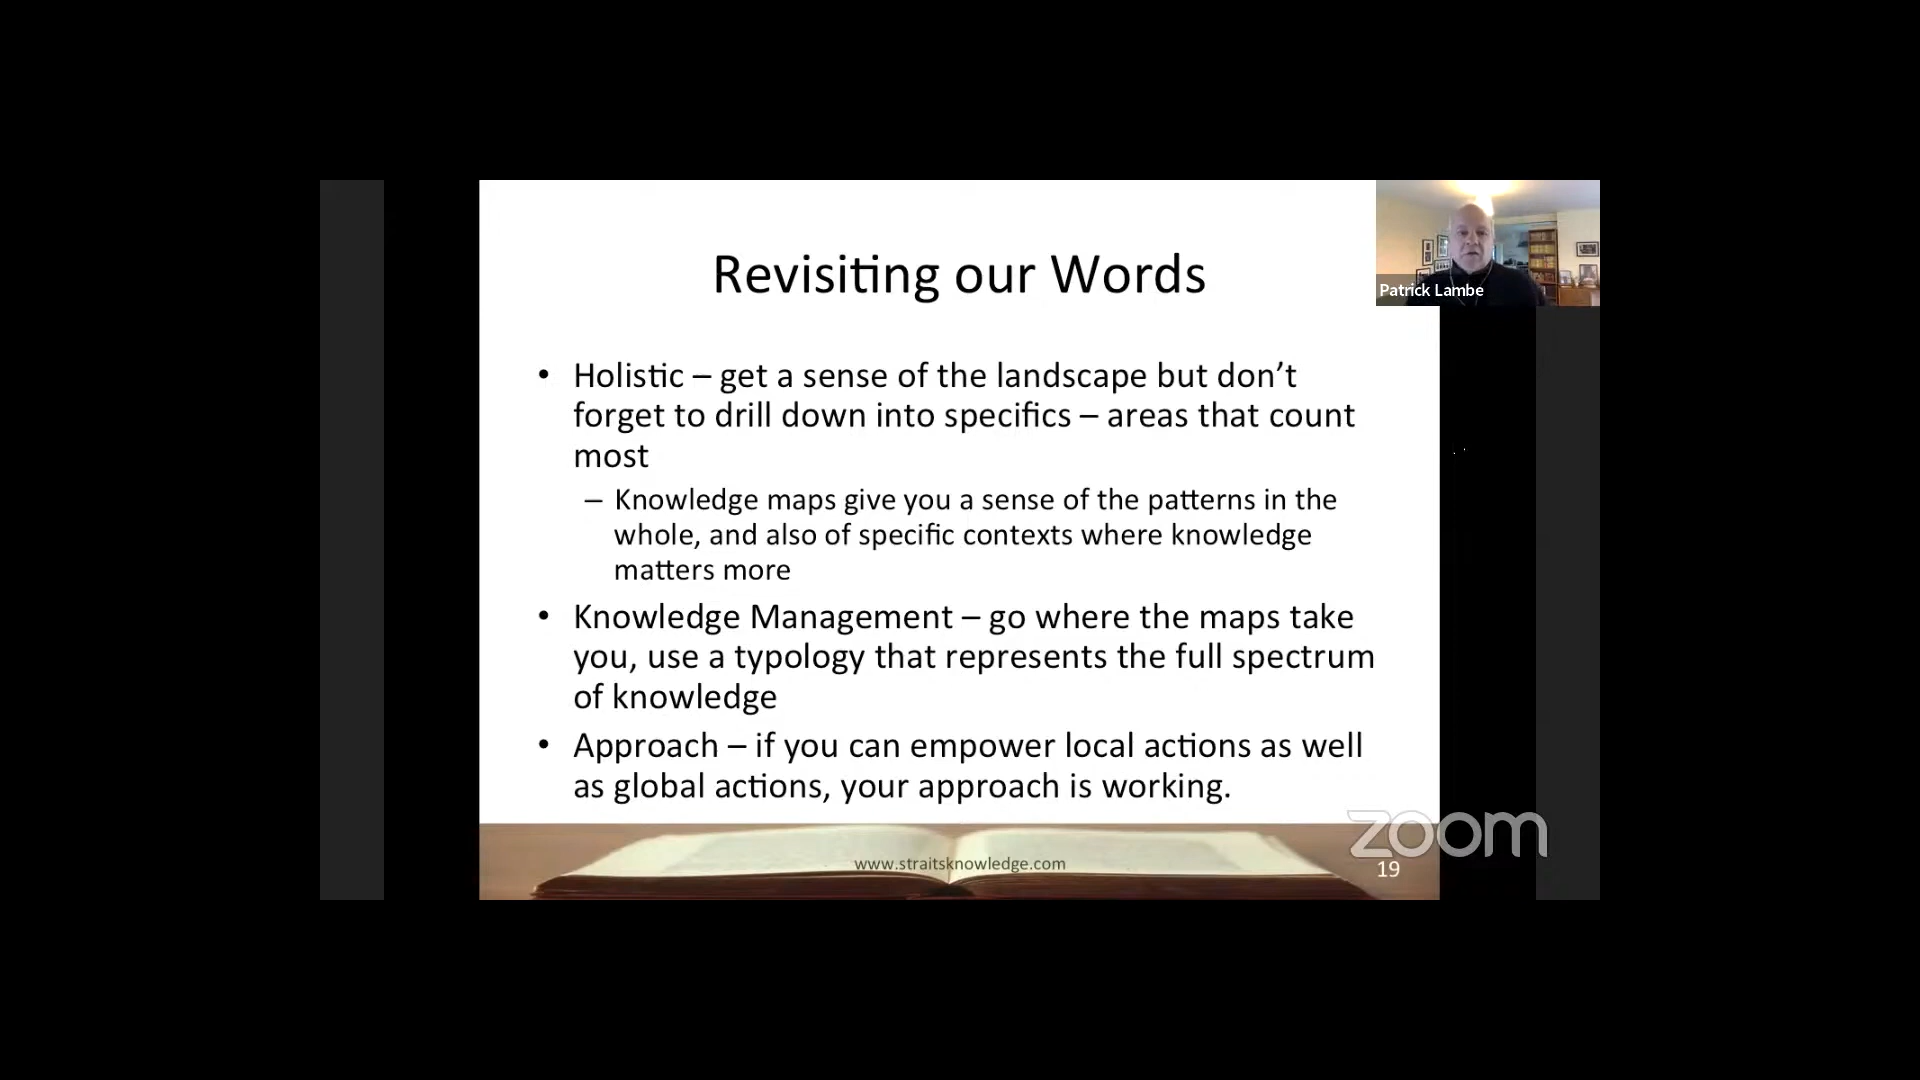 Revisiting our Words
Patrick Lambe
• Holistic – get a sense of the landscape but don’t
forget to drill down into specifics – areas that count
most
– Knowledge maps give you a sense of the patterns in the
whole, and also of specific contexts where knowledge
matters more
• Knowledge Management – go where the maps take
you, use a typology that represents the full spectrum
of knowledge
• Approach – if you can empower local actions as well
as global actions, your approach is working.
zoom
www.straitsknowledge.com
19